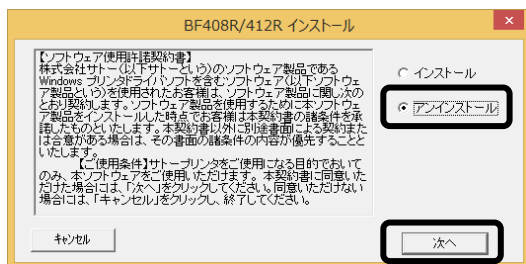 BF408R/412R インストール
【ソフトウェア使用許諾契約書】
株式会社サトー(以下サトーという)のソフトウェア製品である
Windows プリンタドライバソフトを含むソフトウェア(以下ソフトウェ
ア製品という)を使用されたお客様は、ソフトウェア製品に関し次の
とおり契約します。ソフトウェア製品を使用するために本ソフトウェ
ア製品をインストールした時点でお客様は本契約書の諸条件を承
諾したものといたします。本契約書以外に別途書面による契約また
は合意がある場合は、その書面の諸条件の内容が優先することと
いたします。
【ご使用条件】サトープリンタをご使用になる目的でおいて
のみ、本ソフトウェアをご使用いただけます。本契約書に同意いた
だけた場合には、「次へ」をクリックしてください。同意いただけない
場合には、「キャンセル」をクリックし、終了してください。
インストール
アンインストール
キャンセル
次へ